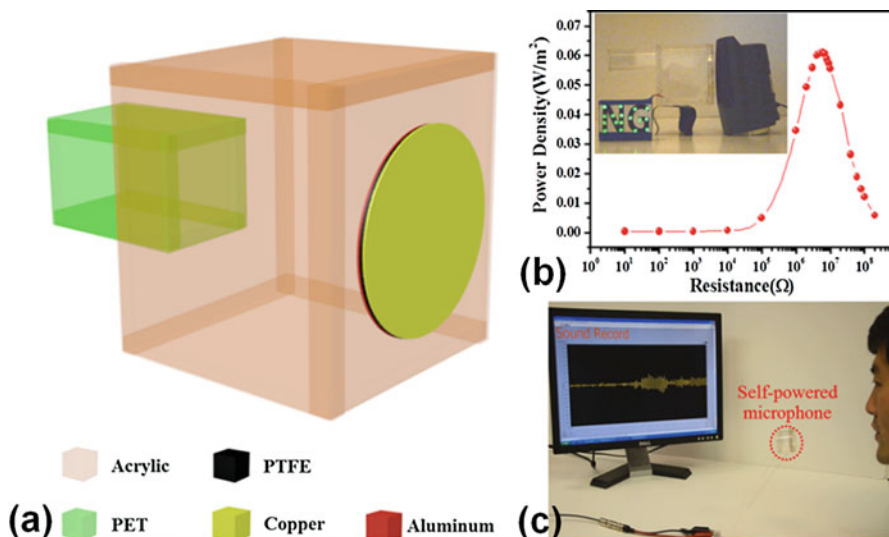 (a)
Acrylic
PTFE
PET
Copper
Aluminum
(b)
Power Density(W/m²)
0.07
0.06
0.05
0.04
0.03
0.02
0.01
0.00
10⁰ 10¹ 10² 10³ 10⁴ 10⁵ 10⁶ 10⁷ 10⁸
Resistance(Ω)
NG
(c)
Sound Record
DELL
Self-powered
microphone